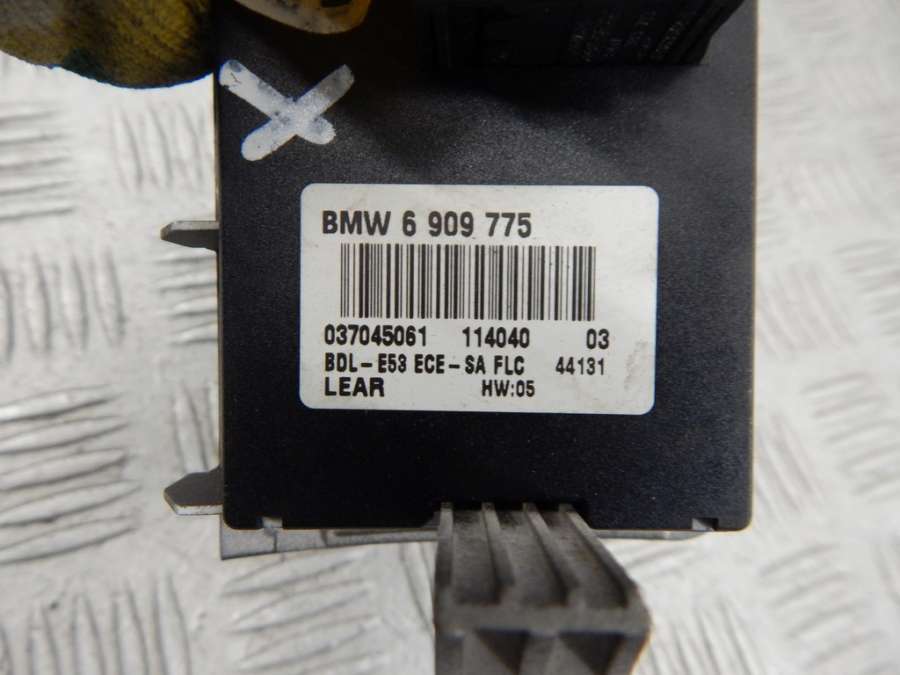 BMW 6 909 775
037045061 114040 03
BDL-E53 ECE-SA FLC 44131
LEAR HW:05